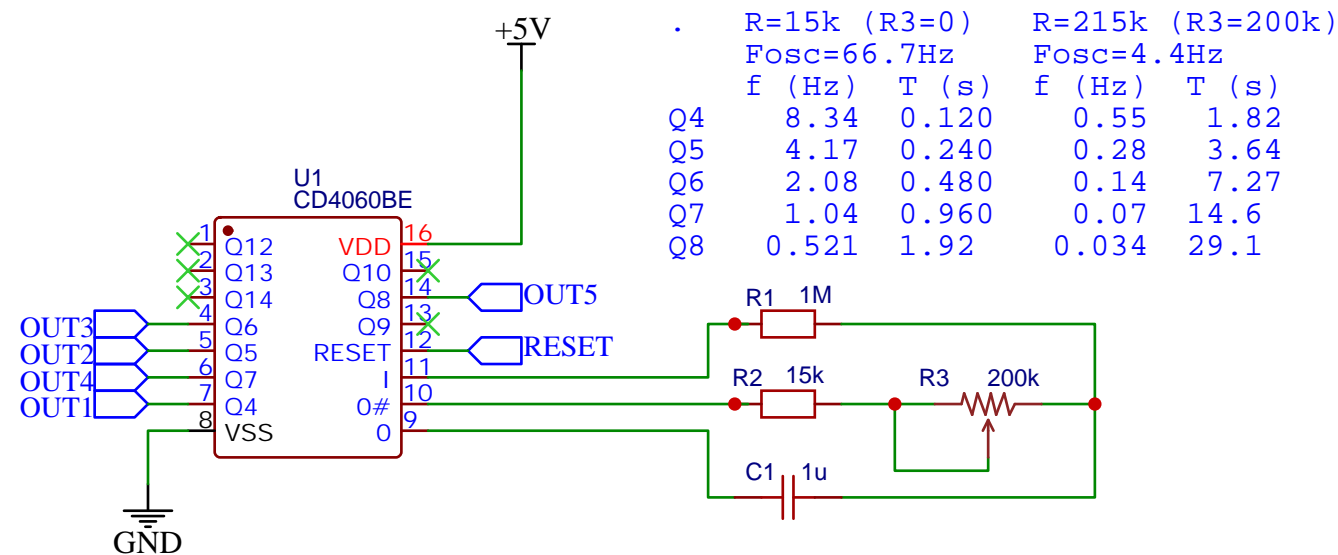 . R=15k (R3=0) R=215k (R3=200k)
Fosc=66.7Hz Fosc=4.4Hz
f (Hz) T (s) f (Hz) T (s)
Q4 8.34 0.120 0.55 1.82
Q5 4.17 0.240 0.28 3.64
Q6 2.08 0.480 0.14 7.27
Q7 1.04 0.960 0.07 14.6
Q8 0.521 1.92 0.034 29.1
+5V
U1
CD4060BE
1 Q12 VDD 16
2 Q13 Q10 15
3 Q14 Q8 14 OUT5
OUT3 4 Q6 Q9 13
OUT2 5 Q5 RESET 12 RESET
OUT4 6 Q7 I 11
OUT1 7 Q4 0# 10
8 VSS 0 9
GND
R1 1M
R2 15k R3 200k
C1 1u